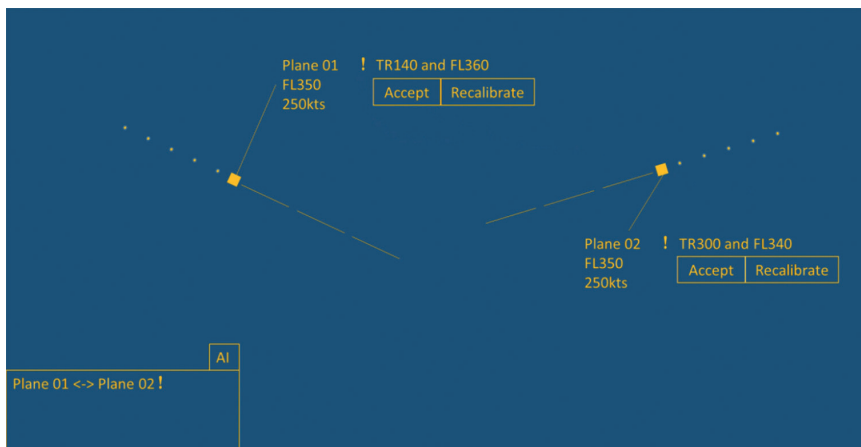 Plane 01 ! TR140 and FL360
FL350 Accept Recalibrate
250kts
Plane 02 ! TR300 and FL340
FL350 Accept Recalibrate
250kts
AI
Plane 01 <-> Plane 02 !